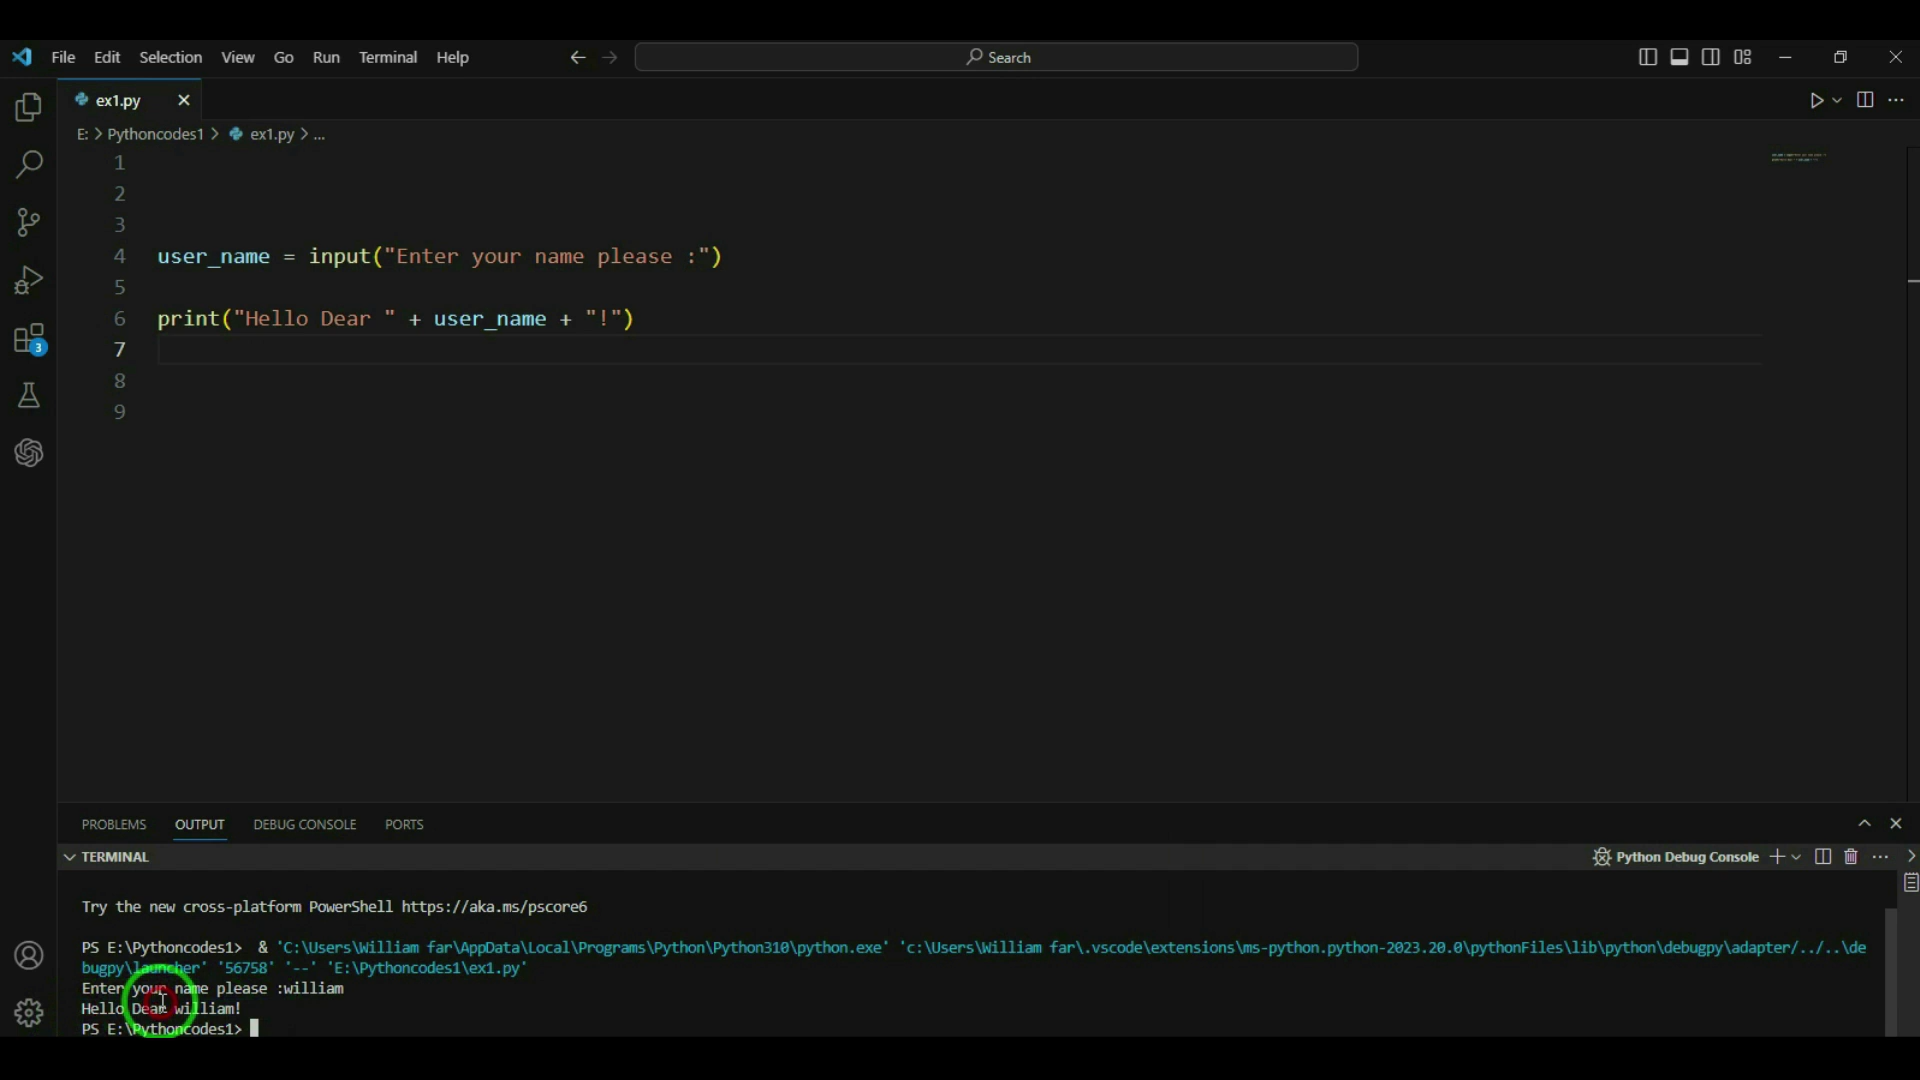 File Edit Selection View Go Run Terminal Help Search
ex1.py
E: > Pythoncodes1 > ex1.py > ...
1
2
3
4 user_name = input("Enter your name please :")
5
6 print("Hello Dear " + user_name + "!")
7
8
9
3
PROBLEMS OUTPUT DEBUG CONSOLE PORTS
TERMINAL Python Debug Console
Try the new cross-platform PowerShell https://aka.ms/pscore6
PS E:\Pythoncodes1> & 'C:\Users\William far\AppData\Local\Programs\Python\Python310\python.exe' 'c:\Users\William far\.vscode\extensions\ms-python.python-2023.20.0\pythonFiles\lib\python\debugpy\adapter/../..\de
bugpy\launcher' '56758' '--' 'E:\Pythoncodes1\ex1.py'
Enter your name please :william
Hello Dear william!
PS E:\Pythoncodes1>